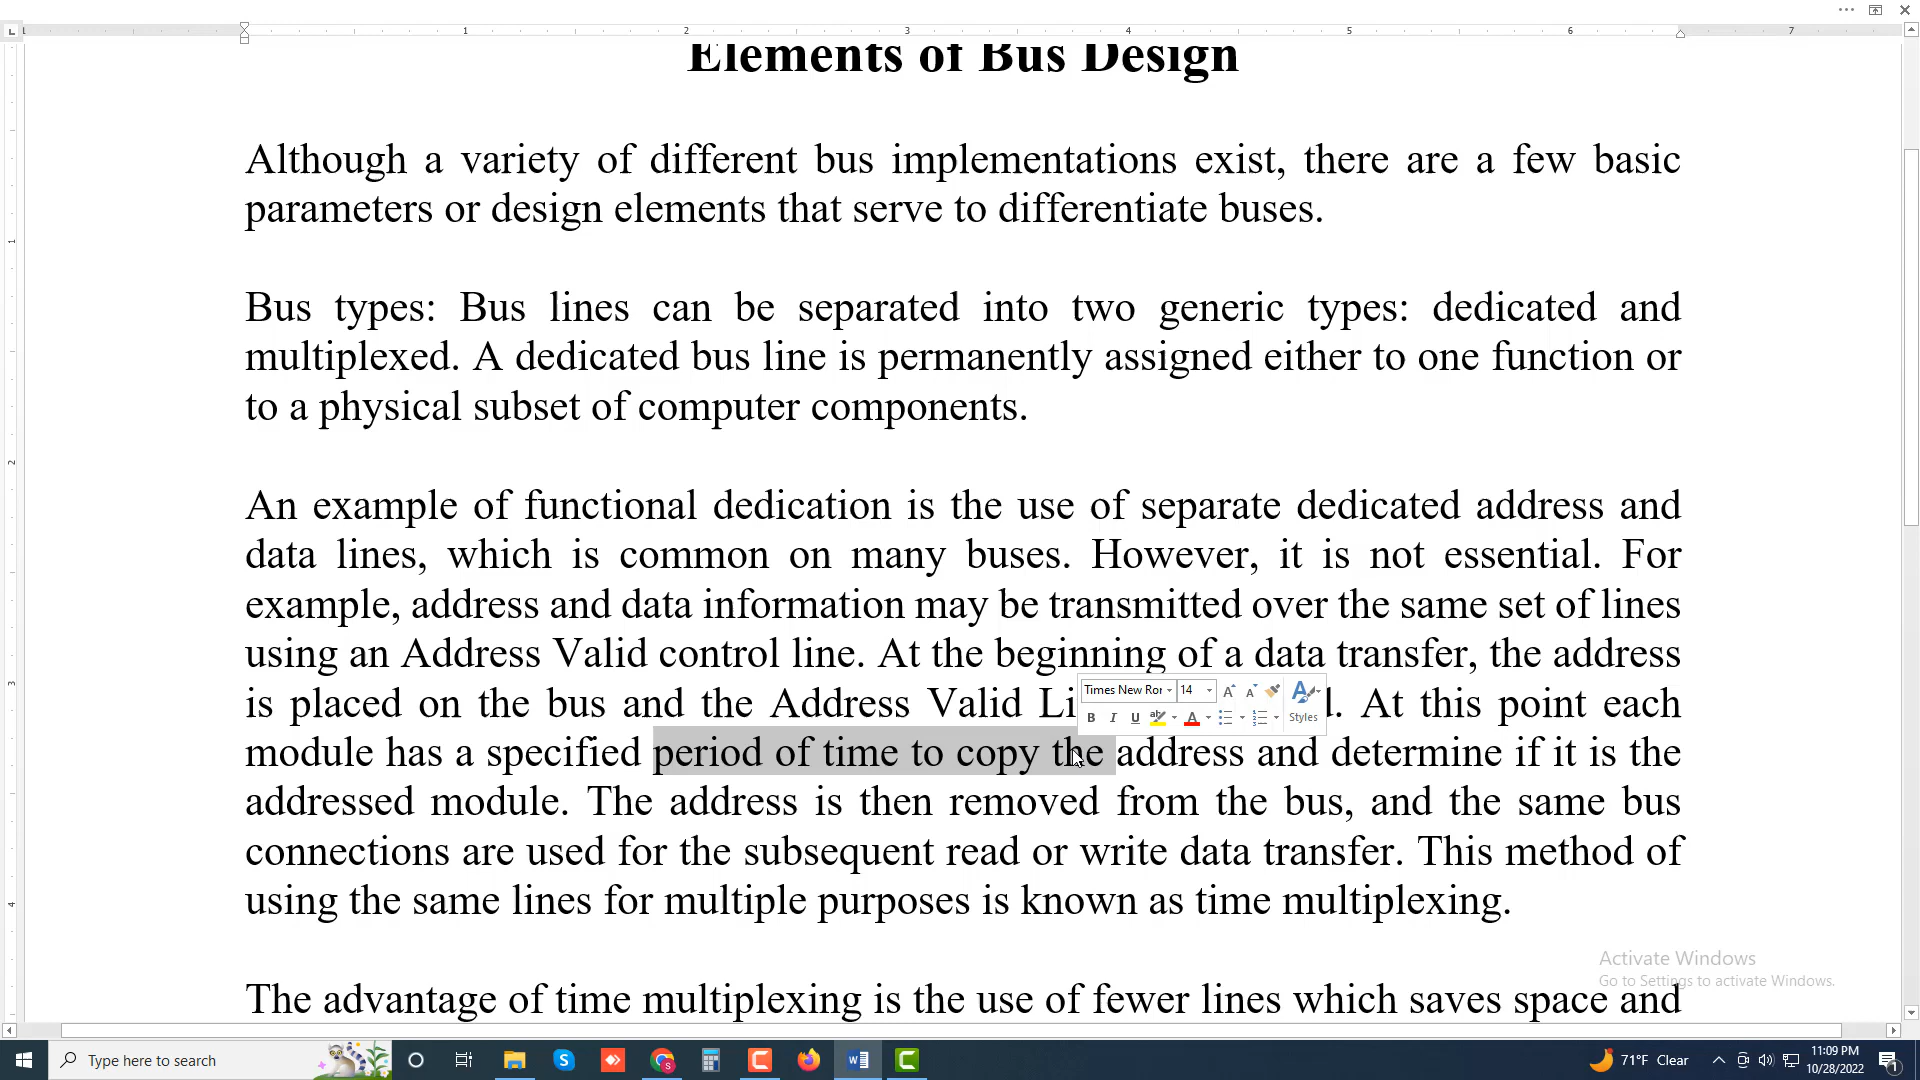 Elements of Bus Design
Although a variety of different bus implementations exist, there are a few basic
parameters or design elements that serve to differentiate buses.
Bus types: Bus lines can be separated into two generic types: dedicated and
multiplexed. A dedicated bus line is permanently assigned either to one function or
to a physical subset of computer components.
An example of functional dedication is the use of separate dedicated address and
data lines, which is common on many buses. However, it is not essential. For
example, address and data information may be transmitted over the same set of lines
using an Address Valid control line. At the beginning of a data transfer, the address
is placed on the bus and the Address Valid Li d. At this point each
Times New Ror 14
B I U Styles
module has a specified period of time to copy the address and determine if it is the
addressed module. The address is then removed from the bus, and the same bus
connections are used for the subsequent read or write data transfer. This method of
using the same lines for multiple purposes is known as time multiplexing.
Activate Windows
Go to Settings to activate Windows.
The advantage of time multiplexing is the use of fewer lines which saves space and
Type here to search
71°F Clear
11:09 PM
10/28/2022